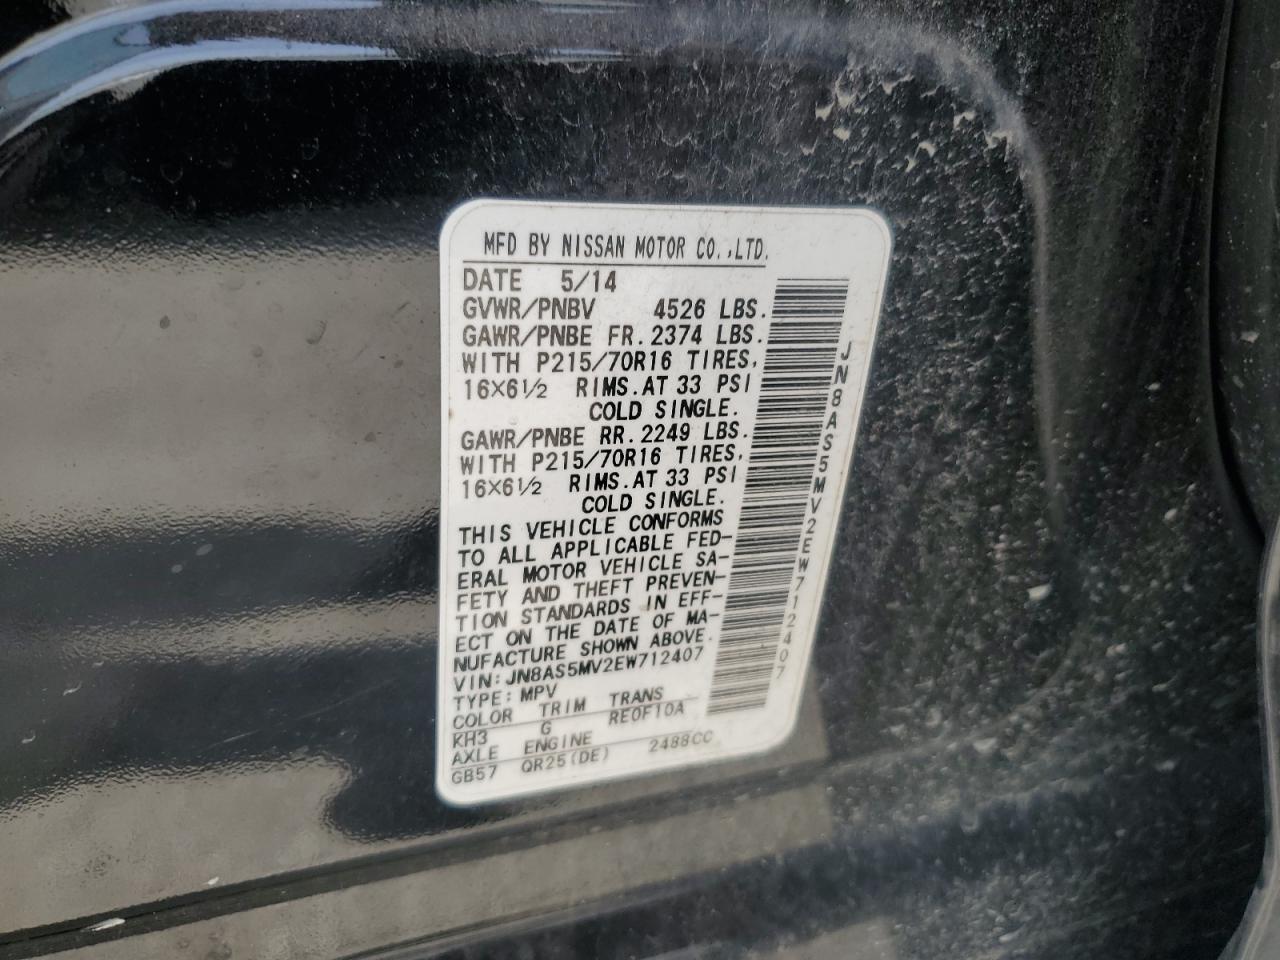 MFD BY NISSAN MOTOR CO.,LTD.
DATE 5/14
GVWR/PNBV 4526 LBS.
GAWR/PNBE FR. 2374 LBS.
WITH P215/70R16 TIRES,
16×6½ RIMS. AT 33 PSI
COLD SINGLE.
GAWR/PNBE RR. 2249 LBS.
WITH P215/70R16 TIRES,
16×6½ RIMS. AT 33 PSI
COLD SINGLE.
THIS VEHICLE CONFORMS
TO ALL APPLICABLE FED-
ERAL MOTOR VEHICLE SA-
FETY AND THEFT PREVEN-
TION STANDARDS IN EFF-
ECT ON THE DATE OF MA-
NUFACTURE SHOWN ABOVE.
VIN: JN8AS5MV2EW712407
TYPE: MPV
COLOR TRIM TRANS
KH3 G RE0F10A
AXLE ENGINE
GB57 QR25(DE) 2488CC
JN8AS5MV2EW712407